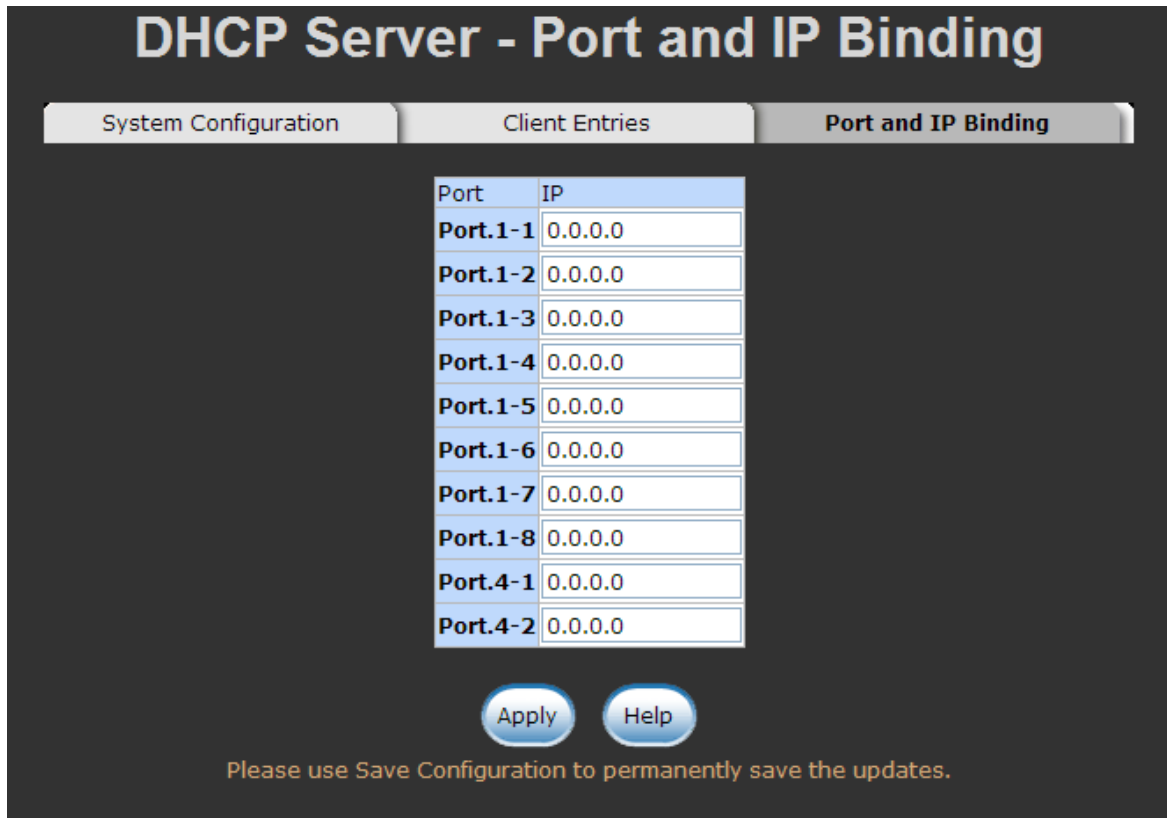 DHCP Server - Port and IP Binding
System Configuration Client Entries Port and IP Binding
Port IP
Port.1-1 0.0.0.0
Port.1-2 0.0.0.0
Port.1-3 0.0.0.0
Port.1-4 0.0.0.0
Port.1-5 0.0.0.0
Port.1-6 0.0.0.0
Port.1-7 0.0.0.0
Port.1-8 0.0.0.0
Port.4-1 0.0.0.0
Port.4-2 0.0.0.0
Apply Help
Please use Save Configuration to permanently save the updates.